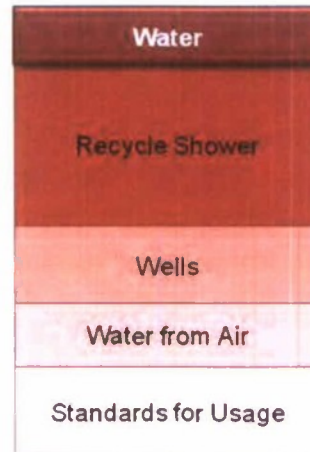 Water
Recycle Shower
Wells
Water from Air
Standards for Usage